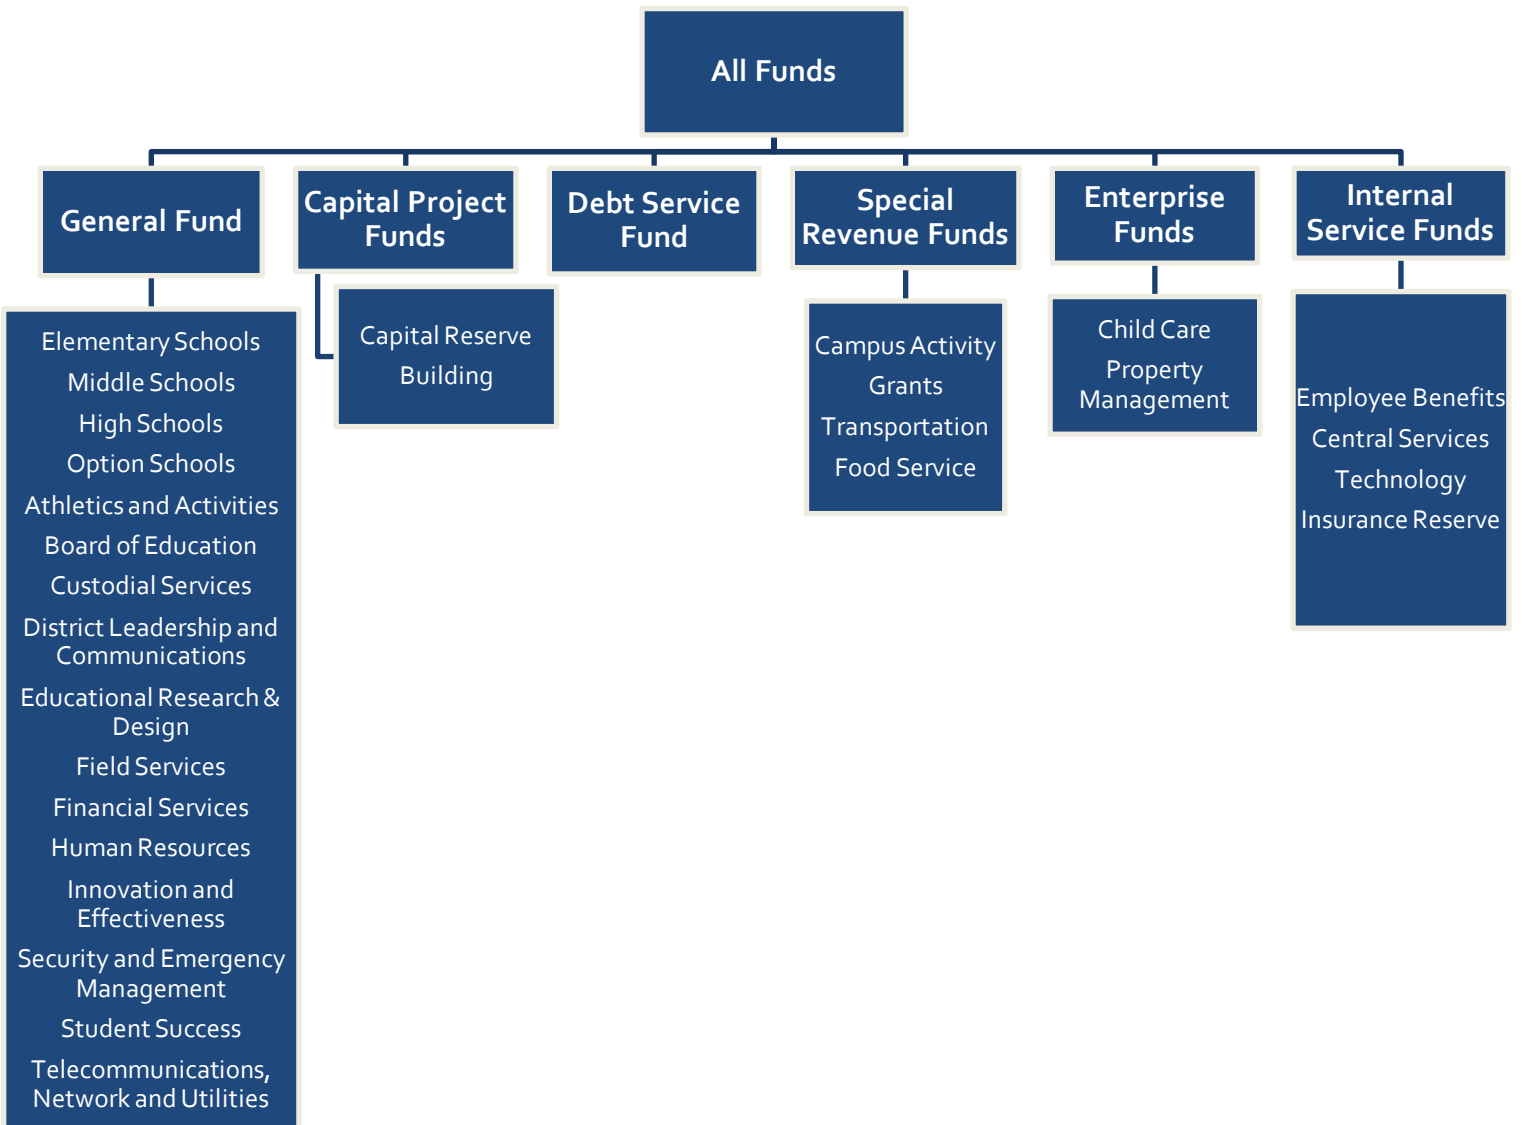 All Funds
General Fund
Elementary Schools
Middle Schools
High Schools
Option Schools
Athletics and Activities
Board of Education
Custodial Services
District Leadership and
Communications
Educational Research &
Design
Field Services
Financial Services
Human Resources
Innovation and
Effectiveness
Security and Emergency
Management
Student Success
Telecommunications,
Network and Utilities
Capital Project
Funds
Capital Reserve
Building
Debt Service
Fund
Special
Revenue Funds
Campus Activity
Grants
Transportation
Food Service
Enterprise
Funds
Child Care
Property
Management
Internal
Service Funds
Employee Benefits
Central Services
Technology
Insurance Reserve